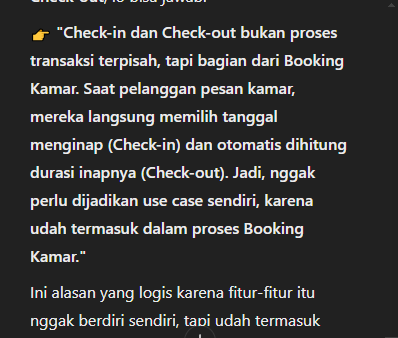 Check-Out, lo bisa jawab:
👉 "Check-in dan Check-out bukan proses
transaksi terpisah, tapi bagian dari Booking
Kamar. Saat pelanggan pesan kamar,
mereka langsung memilih tanggal
menginap (Check-in) dan otomatis dihitung
durasi inapnya (Check-out). Jadi, nggak
perlu dijadikan use case sendiri, karena
udah termasuk dalam proses Booking
Kamar."
Ini alasan yang logis karena fitur-fitur itu
nggak berdiri sendiri, tapi udah termasuk